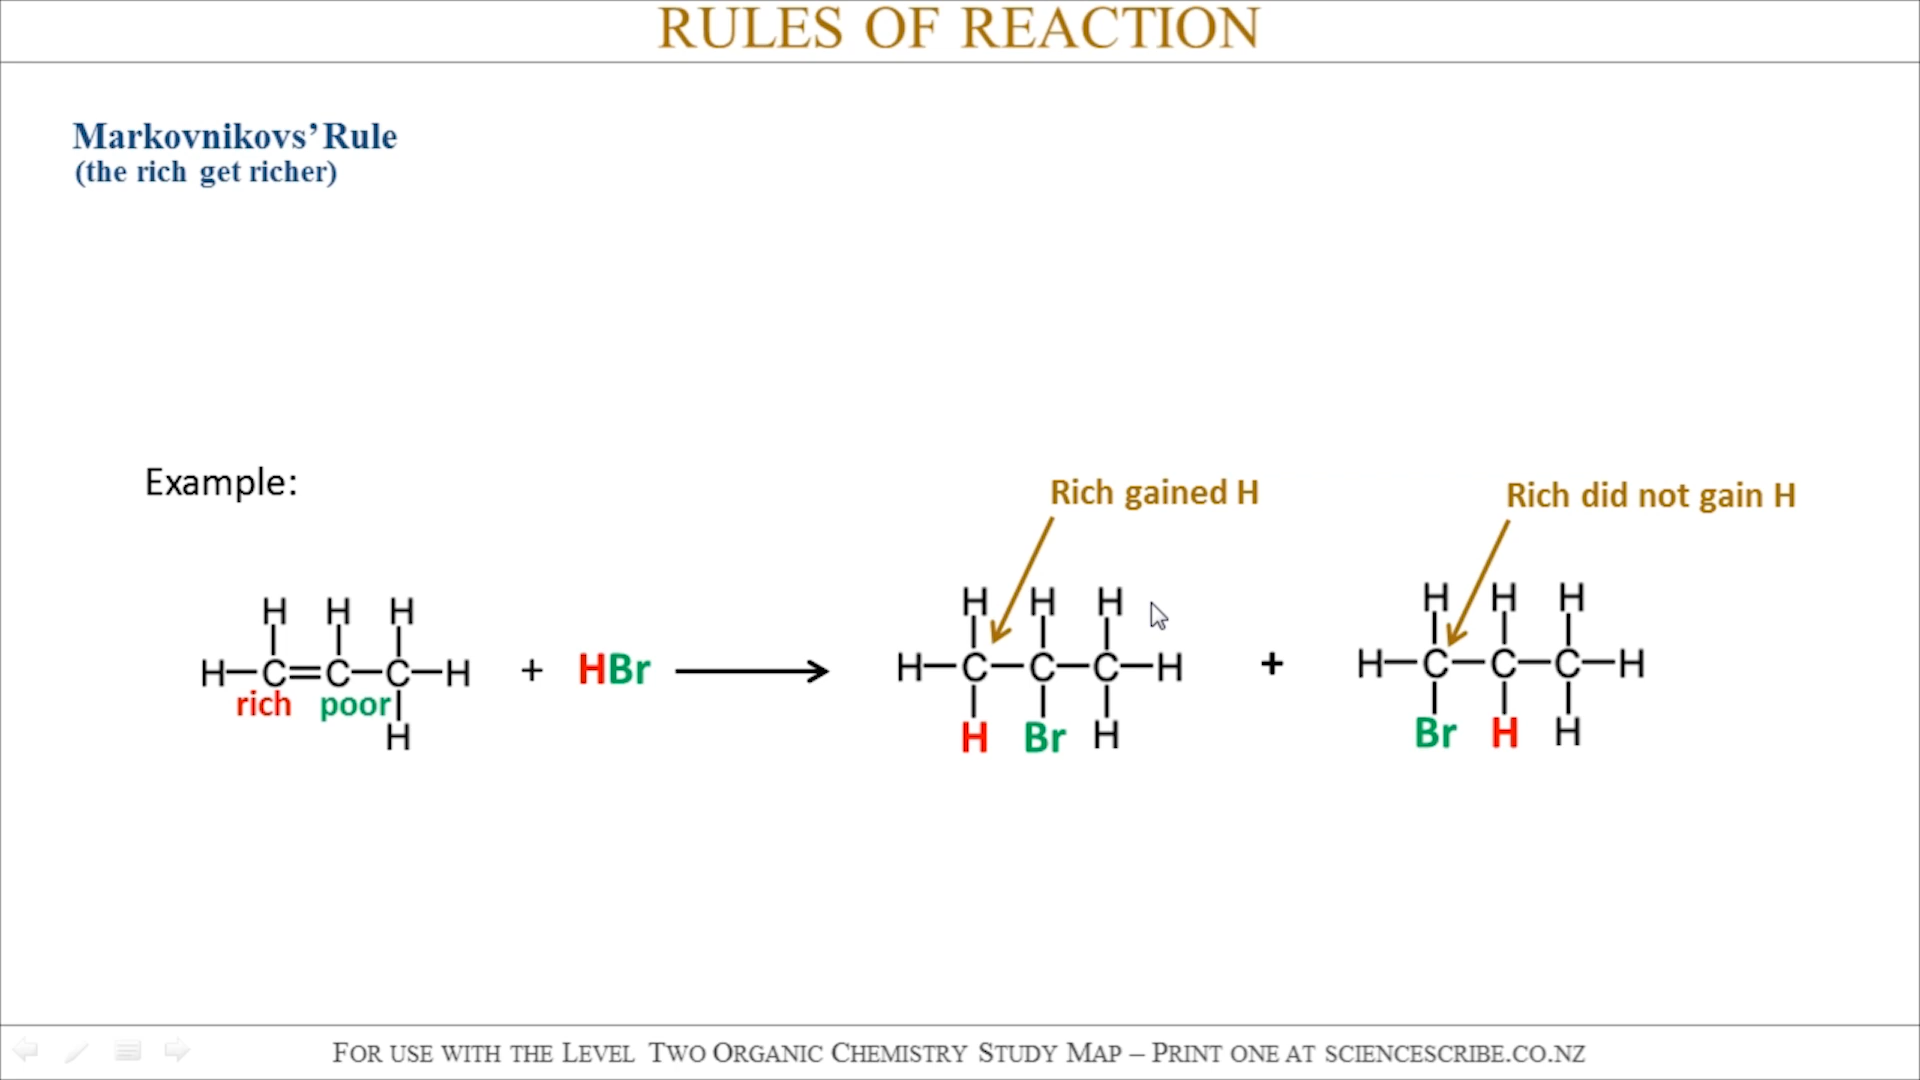 RULES OF REACTION
Markovnikovs’ Rule
(the rich get richer)
Example:
Rich gained H
Rich did not gain H
H H H
H H H
H H H
H—C=C—C—H + HBr
H—C—C—C—H +
H—C—C—C—H
rich poor
H
H Br H
Br H H
FOR USE WITH THE LEVEL TWO ORGANIC CHEMISTRY STUDY MAP – PRINT ONE AT SCIENCESCRIBE.CO.NZ